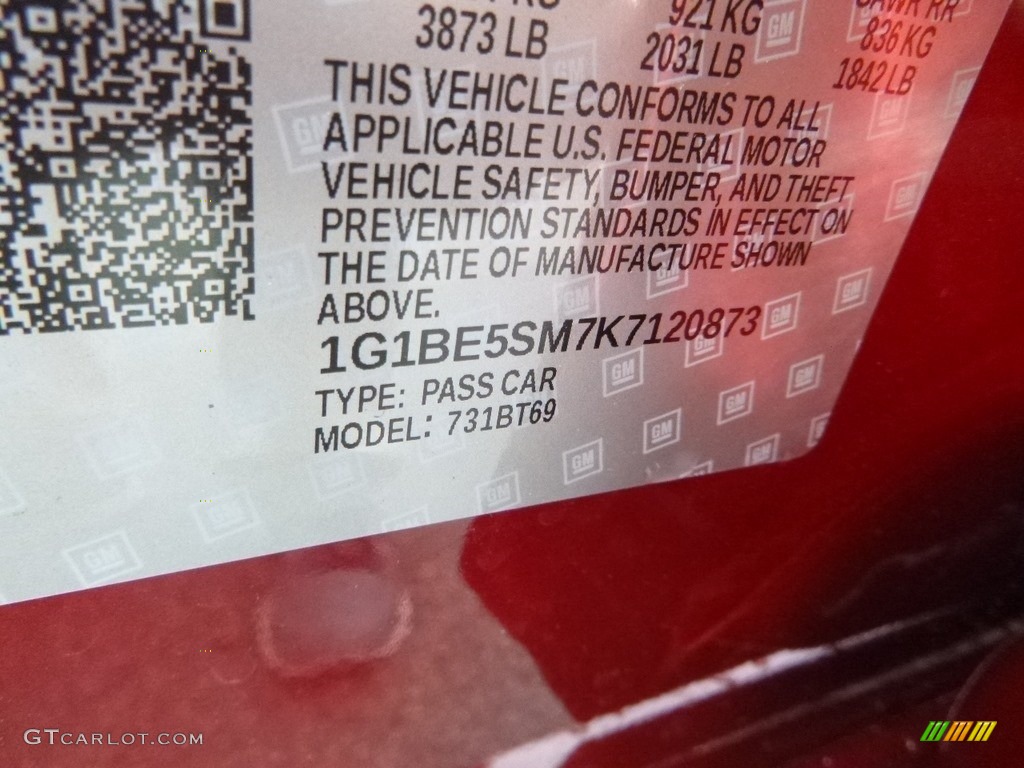 921 KG
836 KG
3873 LB
2031 LB
1842 LB
THIS VEHICLE CONFORMS TO ALL
APPLICABLE U.S. FEDERAL MOTOR
VEHICLE SAFETY, BUMPER, AND THEFT
PREVENTION STANDARDS IN EFFECT ON
THE DATE OF MANUFACTURE SHOWN
ABOVE.
1G1BE5SM7K7120873
TYPE: PASS CAR
MODEL: 731BT69
GM
GTCARLOT.COM